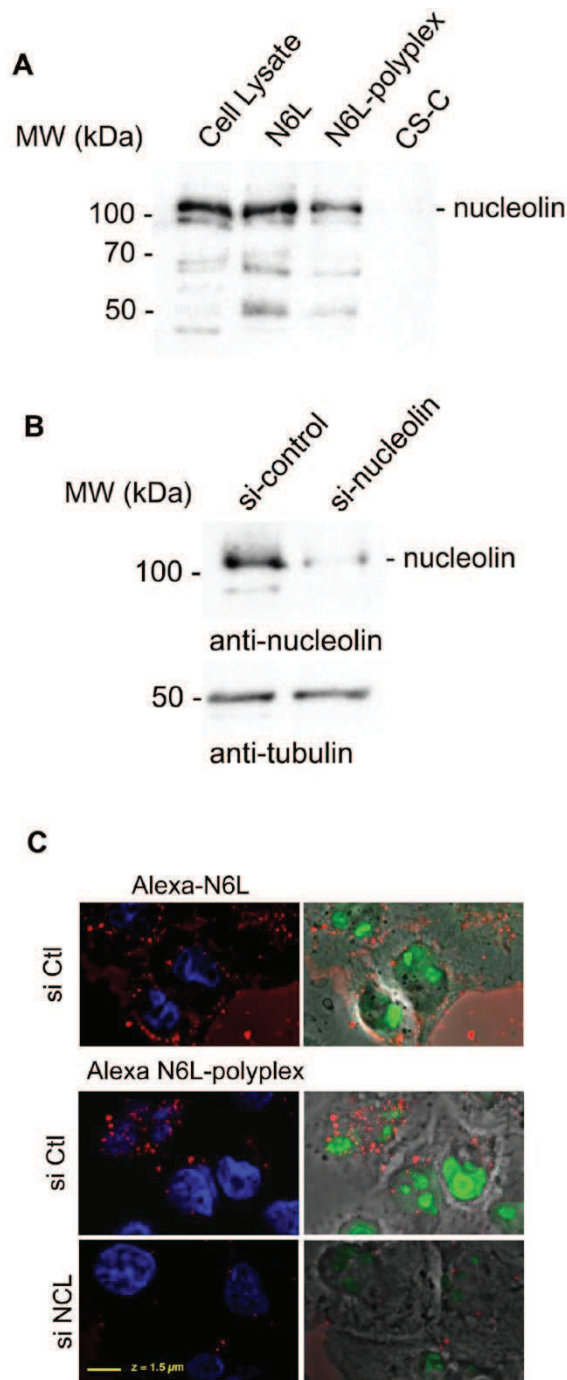 A
MW (kDa)
Cell Lysate
N6L
N6L-polyplex
CS-C
100 -
- nucleolin
70 -
50 -
B
MW (kDa)
si-control
si-nucleolin
100 -
- nucleolin
anti-nucleolin
50 -
anti-tubulin
C
Alexa-N6L
si Ctl
Alexa N6L-polyplex
si Ctl
si NCL
z = 1.5 µm